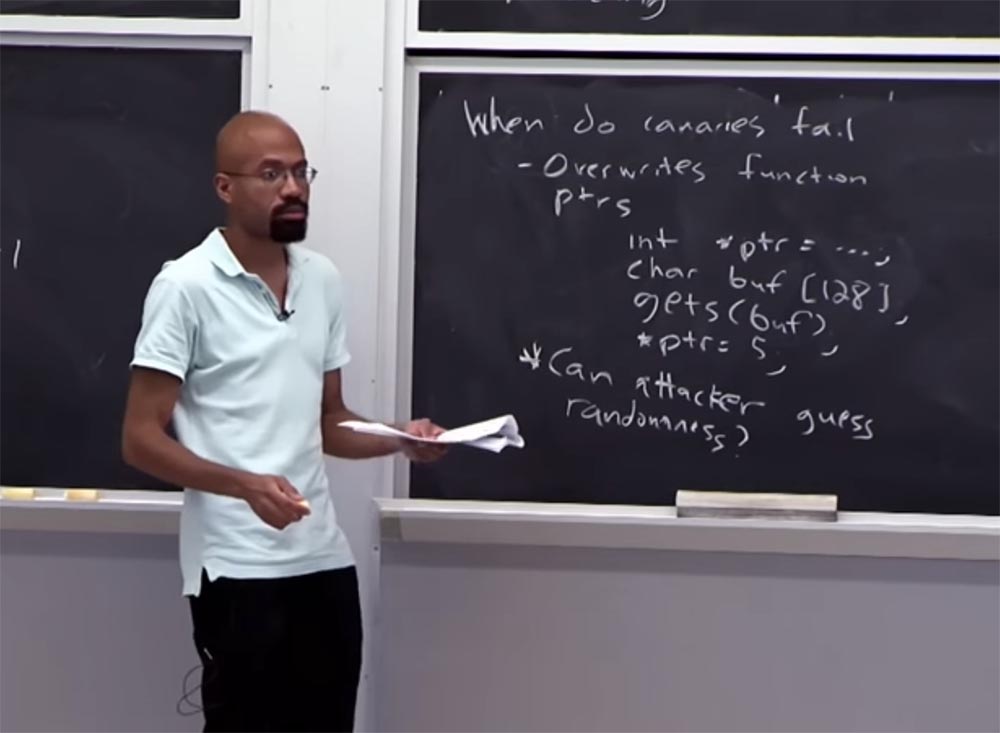 When do canaries fail
- Overwrites function
ptrs
int *ptr = ....;
char buf [128];
gets(buf);
*ptr = 5;
* Can attacker guess
randomness?